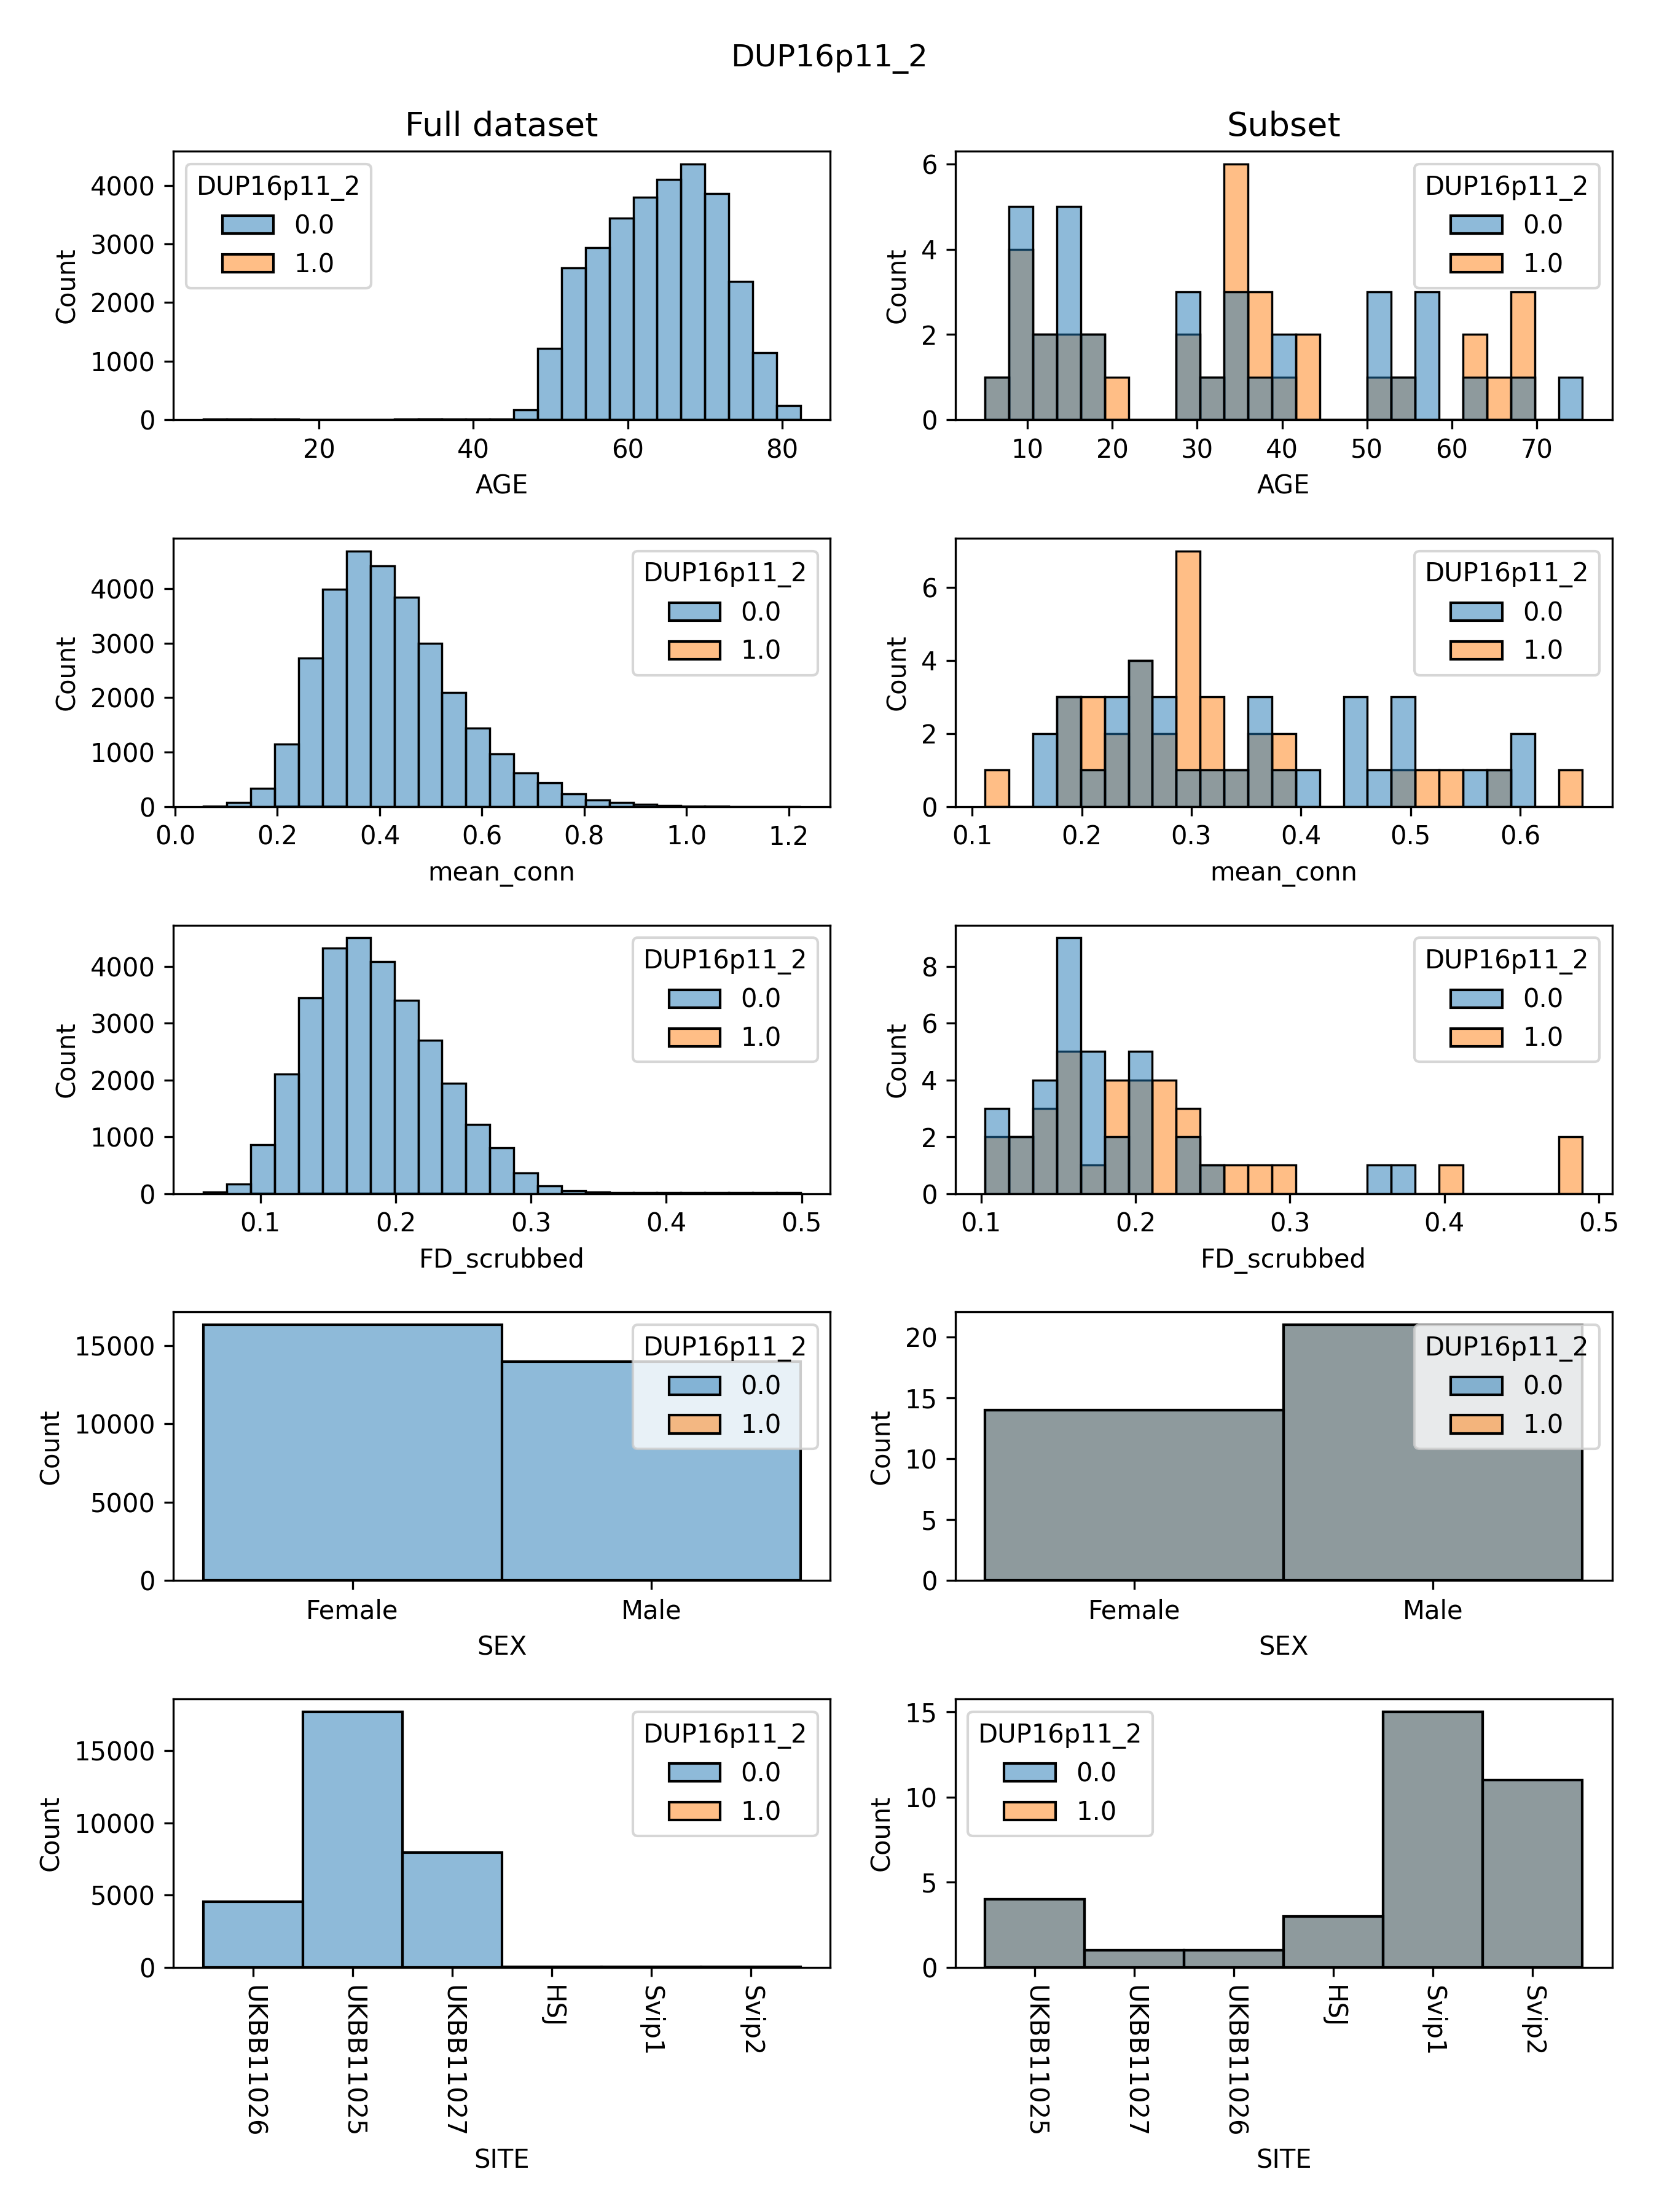 DUP16p11_2
Full dataset
Subset
DUP16p11_2
0.0
1.0
Count
0
1000
2000
3000
4000
20
40
60
80
AGE
DUP16p11_2
0.0
1.0
Count
0
2
4
6
10
20
30
40
50
60
70
AGE
DUP16p11_2
0.0
1.0
Count
0
1000
2000
3000
4000
0.0
0.2
0.4
0.6
0.8
1.0
1.2
mean_conn
DUP16p11_2
0.0
1.0
Count
0
2
4
6
0.1
0.2
0.3
0.4
0.5
0.6
mean_conn
DUP16p11_2
0.0
1.0
Count
0
1000
2000
3000
4000
0.1
0.2
0.3
0.4
0.5
FD_scrubbed
DUP16p11_2
0.0
1.0
Count
0
2
4
6
8
0.1
0.2
0.3
0.4
0.5
FD_scrubbed
DUP16p11_2
0.0
1.0
Count
0
5000
10000
15000
Female
Male
SEX
DUP16p11_2
0.0
1.0
Count
0
5
10
15
20
Female
Male
SEX
DUP16p11_2
0.0
1.0
Count
0
5000
10000
15000
UKBB11026
UKBB11025
UKBB11027
HSJ
Svip1
Svip2
SITE
DUP16p11_2
0.0
1.0
Count
0
5
10
15
UKBB11025
UKBB11027
UKBB11026
HSJ
Svip1
Svip2
SITE